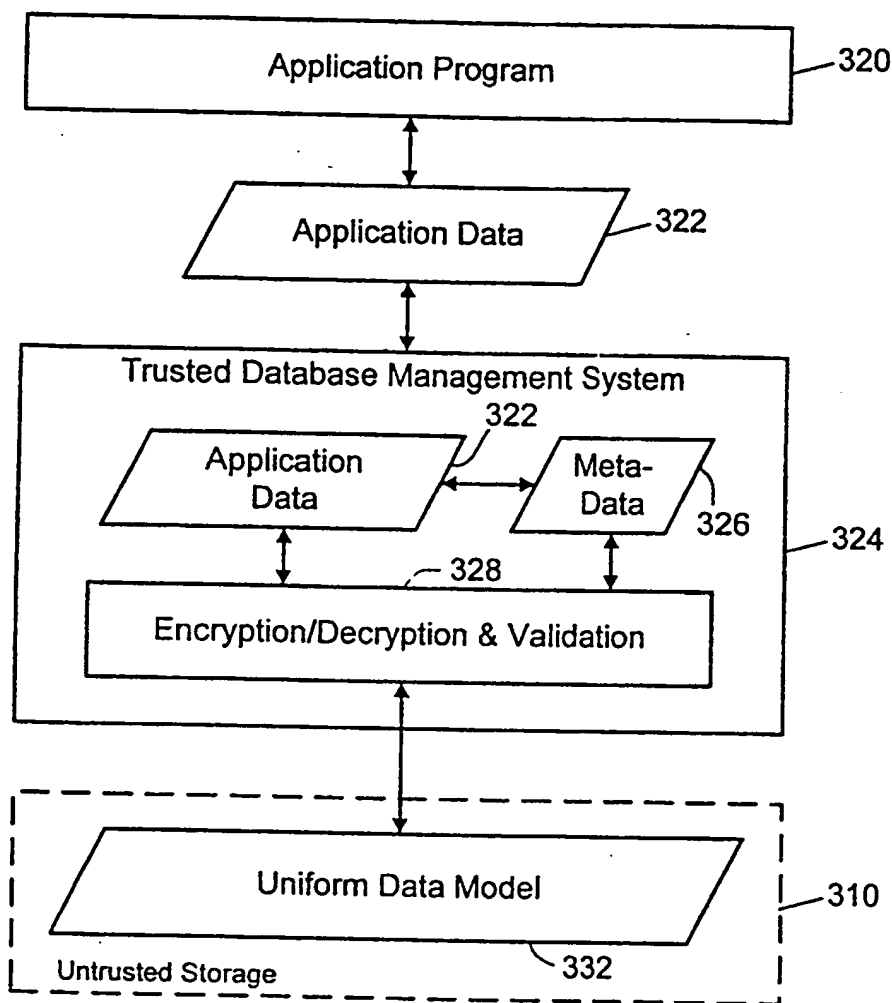 Application Program
320
Application Data
322
Trusted Database Management System
322
Application
Data
Meta-
Data
326
324
328
Encryption/Decryption & Validation
Uniform Data Model
310
332
Untrusted Storage